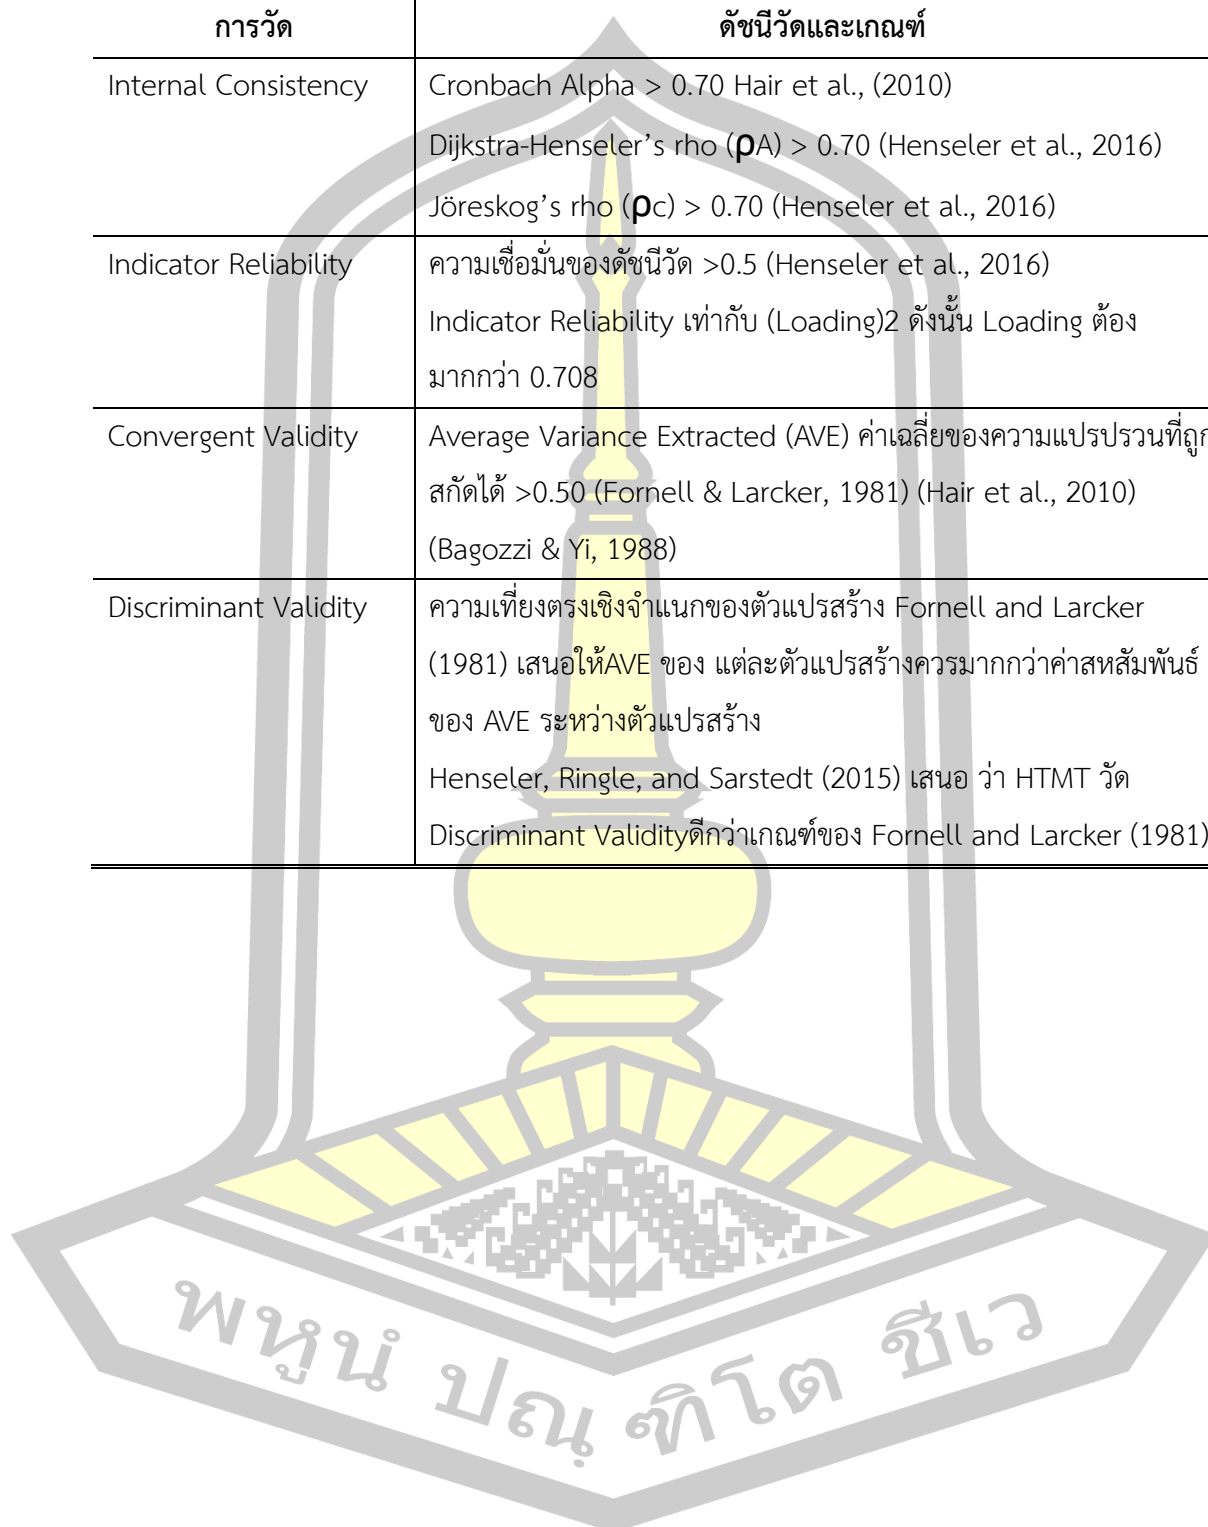 การวัด ดัชนีวัดและเกณฑ์
Internal Consistency Cronbach Alpha > 0.70 Hair et al., (2010)
Dijkstra-Henseler’s rho (ρA) > 0.70 (Henseler et al., 2016)
Jöreskog’s rho (ρc) > 0.70 (Henseler et al., 2016)
Indicator Reliability ความเชื่อมั่นของดัชนีวัด >0.5 (Henseler et al., 2016)
Indicator Reliability เท่ากับ (Loading)2 ดังนั้น Loading ต้อง
มากกว่า 0.708
Convergent Validity Average Variance Extracted (AVE) ค่าเฉลี่ยของความแปรปรวนที่ถูก
สกัดได้ >0.50 (Fornell & Larcker, 1981) (Hair et al., 2010)
(Bagozzi & Yi, 1988)
Discriminant Validity ความเที่ยงตรงเชิงจำแนกของตัวแปรสร้าง Fornell and Larcker
(1981) เสนอให้AVE ของ แต่ละตัวแปรสร้างควรมากกว่าค่าสหสัมพันธ์
ของ AVE ระหว่างตัวแปรสร้าง
Henseler, Ringle, and Sarstedt (2015) เสนอ ว่า HTMT วัด
Discriminant Validityดีกว่าเกณฑ์ของ Fornell and Larcker (1981)
พหูนํ ปณฺ ฑิโต ชีเว